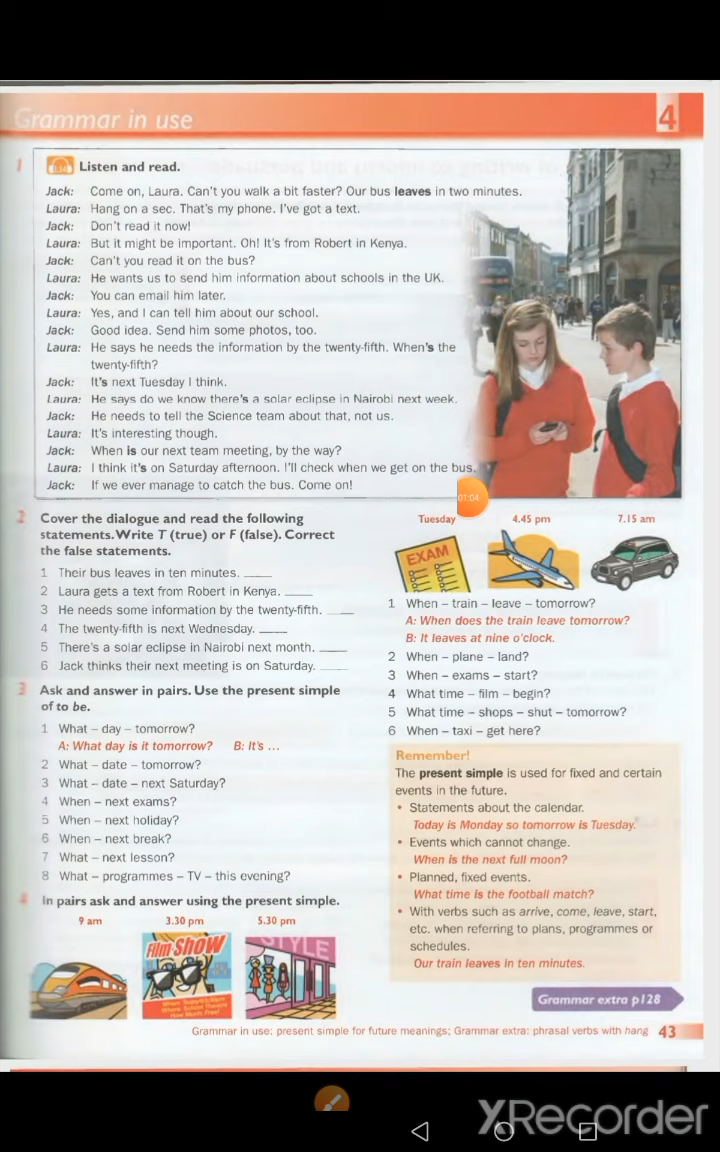 Grammar in use
4
1 Listen and read.
Jack: Come on, Laura. Can't you walk a bit faster? Our bus leaves in two minutes.
Laura: Hang on a sec. That's my phone. I've got a text.
Jack: Don't read it now!
Laura: But it might be important. Oh! It's from Robert in Kenya.
Jack: Can't you read it on the bus?
Laura: He wants us to send him information about schools in the UK.
Jack: You can email him later.
Laura: Yes, and I can tell him about our school.
Jack: Good idea. Send him some photos, too.
Laura: He says he needs the information by the twenty-fifth. When's the
twenty-fifth?
Jack: It's next Tuesday I think.
Laura: He says do we know there's a solar eclipse in Nairobi next week.
Jack: He needs to tell the Science team about that, not us.
Laura: It's interesting though.
Jack: When is our next team meeting, by the way?
Laura: I think it's on Saturday afternoon. I'll check when we get on the bus.
Jack: If we ever manage to catch the bus. Come on!
01:04
2 Cover the dialogue and read the following
statements. Write T (true) or F (false). Correct
the false statements.
1 Their bus leaves in ten minutes. ____
2 Laura gets a text from Robert in Kenya. ____
3 He needs some information by the twenty-fifth. ____
4 The twenty-fifth is next Wednesday. ____
5 There's a solar eclipse in Nairobi next month. ____
6 Jack thinks their next meeting is on Saturday. ____
3 Ask and answer in pairs. Use the present simple
of to be.
1 What – day – tomorrow?
A: What day is it tomorrow? B: It's ...
2 What – date – tomorrow?
3 What – date – next Saturday?
4 When – next exams?
5 When – next holiday?
6 When – next break?
7 What – next lesson?
8 What – programmes – TV – this evening?
4 In pairs ask and answer using the present simple.
9 am 3.30 pm 5.30 pm
Film Show
STYLE
Tuesday 4.45 pm 7.15 am
EXAM
1 When – train – leave – tomorrow?
A: When does the train leave tomorrow?
B: It leaves at nine o'clock.
2 When – plane – land?
3 When – exams – start?
4 What time – film – begin?
5 What time – shops – shut – tomorrow?
6 When – taxi – get here?
Remember!
The present simple is used for fixed and certain
events in the future.
• Statements about the calendar.
Today is Monday so tomorrow is Tuesday.
• Events which cannot change.
When is the next full moon?
• Planned, fixed events.
What time is the football match?
• With verbs such as arrive, come, leave, start,
etc. when referring to plans, programmes or
schedules.
Our train leaves in ten minutes.
Grammar extra p128
Grammar in use: present simple for future meanings; Grammar extra: phrasal verbs with hang 43
XRecorder